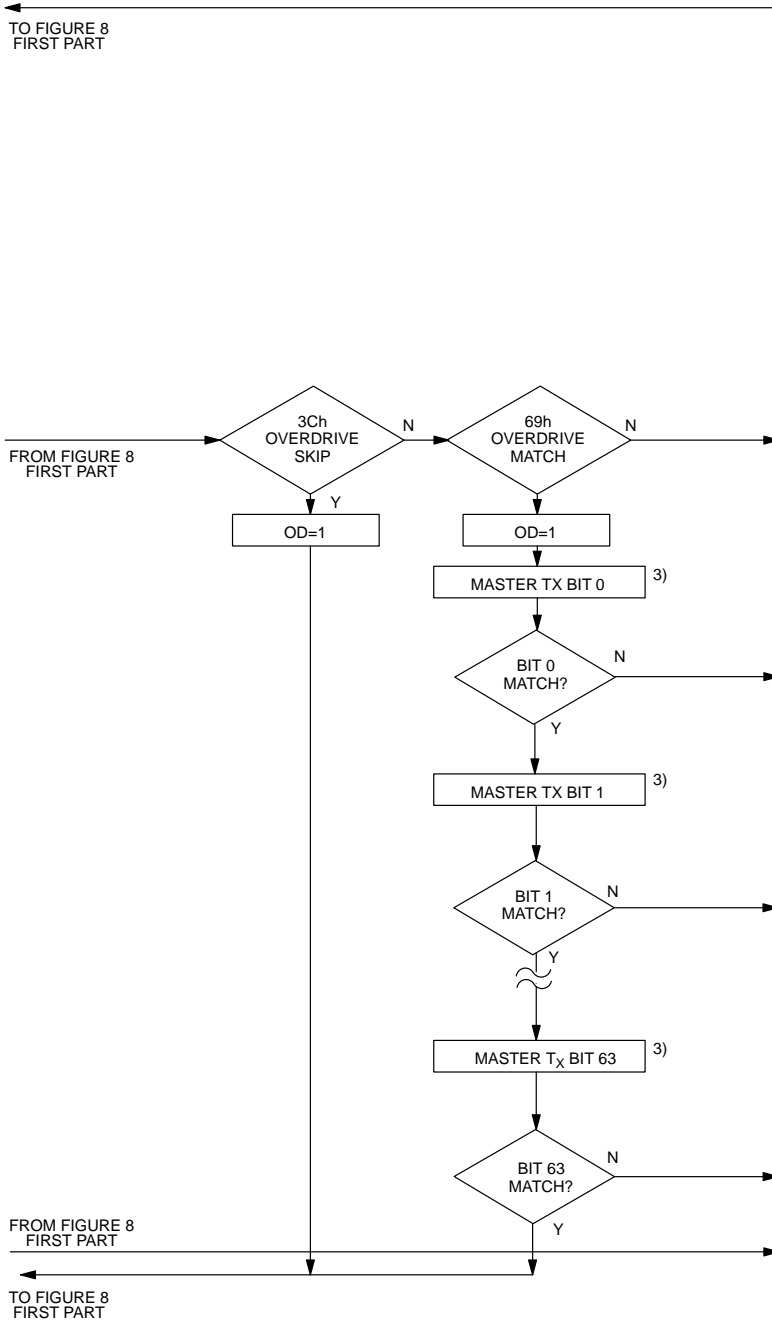 TO FIGURE 8
FIRST PART
3Ch
OVERDRIVE
SKIP
N
69h
OVERDRIVE
MATCH
N
FROM FIGURE 8
FIRST PART
Y
Y
OD=1
OD=1
MASTER TX BIT 0
3)
BIT 0
MATCH?
N
Y
MASTER TX BIT 1
3)
BIT 1
MATCH?
N
Y
MASTER TX BIT 63
3)
BIT 63
MATCH?
N
Y
FROM FIGURE 8
FIRST PART
TO FIGURE 8
FIRST PART